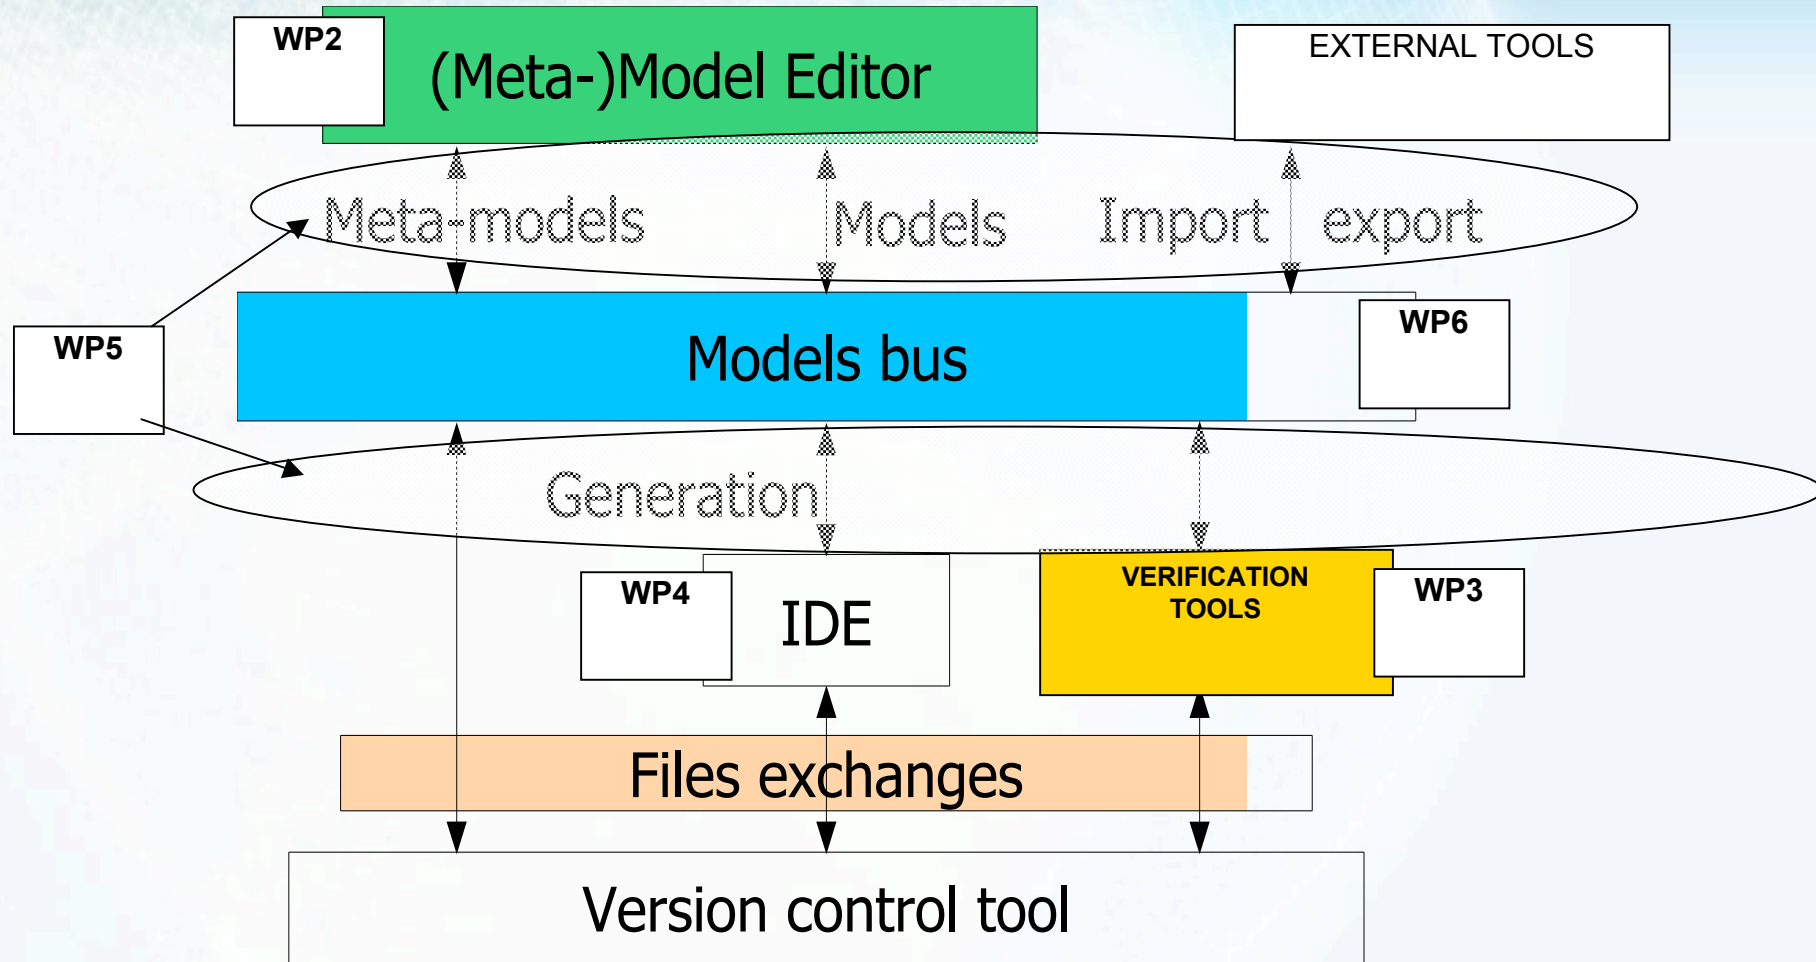 WP2
(Meta-)Model Editor
EXTERNAL TOOLS
Meta-models
Models
Import
export
WP5
Models bus
WP6
Generation
WP4
IDE
VERIFICATION
TOOLS
WP3
Files exchanges
Version control tool